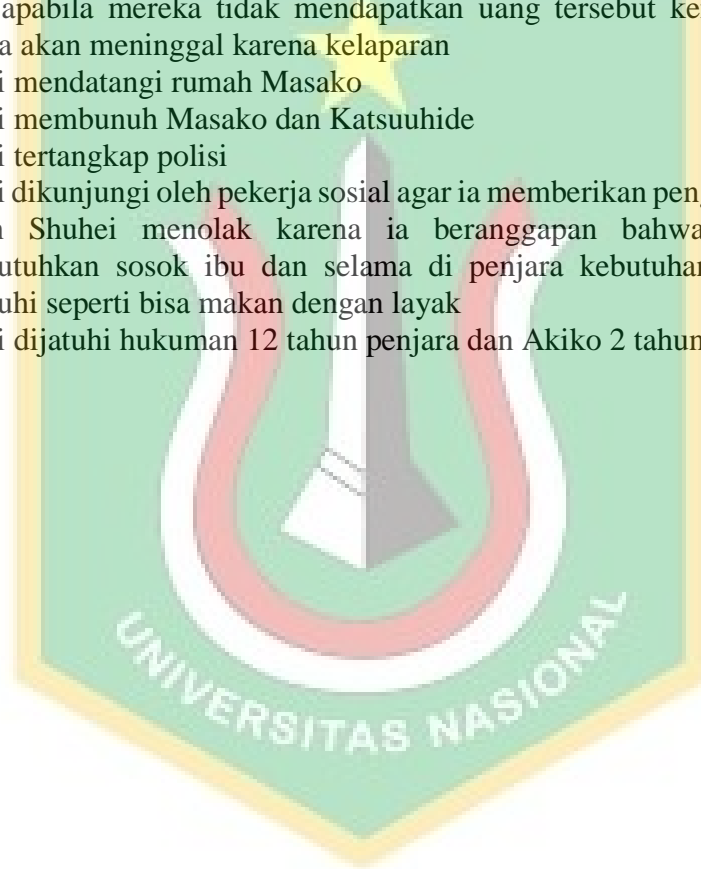 apabila mereka tidak mendapatkan uang tersebut ke
a akan meninggal karena kelaparan
i mendatangi rumah Masako
i membunuh Masako dan Katsuuhide
i tertangkap polisi
i dikunjungi oleh pekerja sosial agar ia memberikan peng
n Shuhei menolak karena ia beranggapan bahwa
utuhkan sosok ibu dan selama di penjara kebutuhan
uhi seperti bisa makan dengan layak
i dijatuhi hukuman 12 tahun penjara dan Akiko 2 tahun
UNIVERSITAS NASIONAL